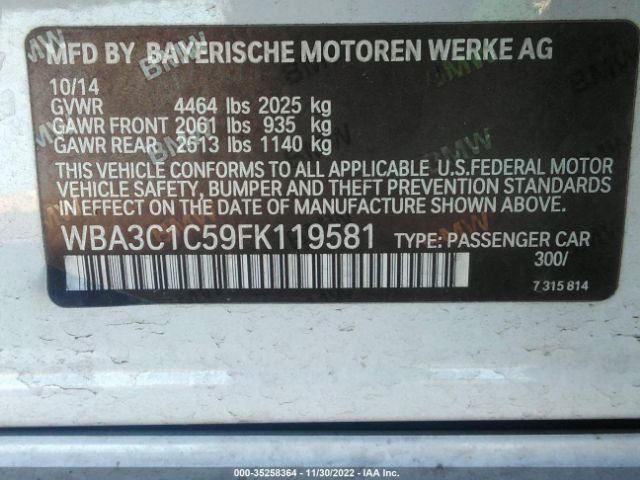 MFD BY BAYERISCHE MOTOREN WERKE AG
10/14
GVWR 4464 lbs 2025 kg
GAWR FRONT 2061 lbs 935 kg
GAWR REAR 2513 lbs 1140 kg
THIS VEHICLE CONFORMS TO ALL APPLICABLE U.S.FEDERAL MOTOR
VEHICLE SAFETY, BUMPER AND THEFT PREVENTION STANDARDS
IN EFFECT ON THE DATE OF MANUFACTURE SHOWN ABOVE.
WBA3C1C59FK119581 TYPE: PASSENGER CAR
300/
7 315 814
000-35258364 - 11/30/2022 - IAA Inc.